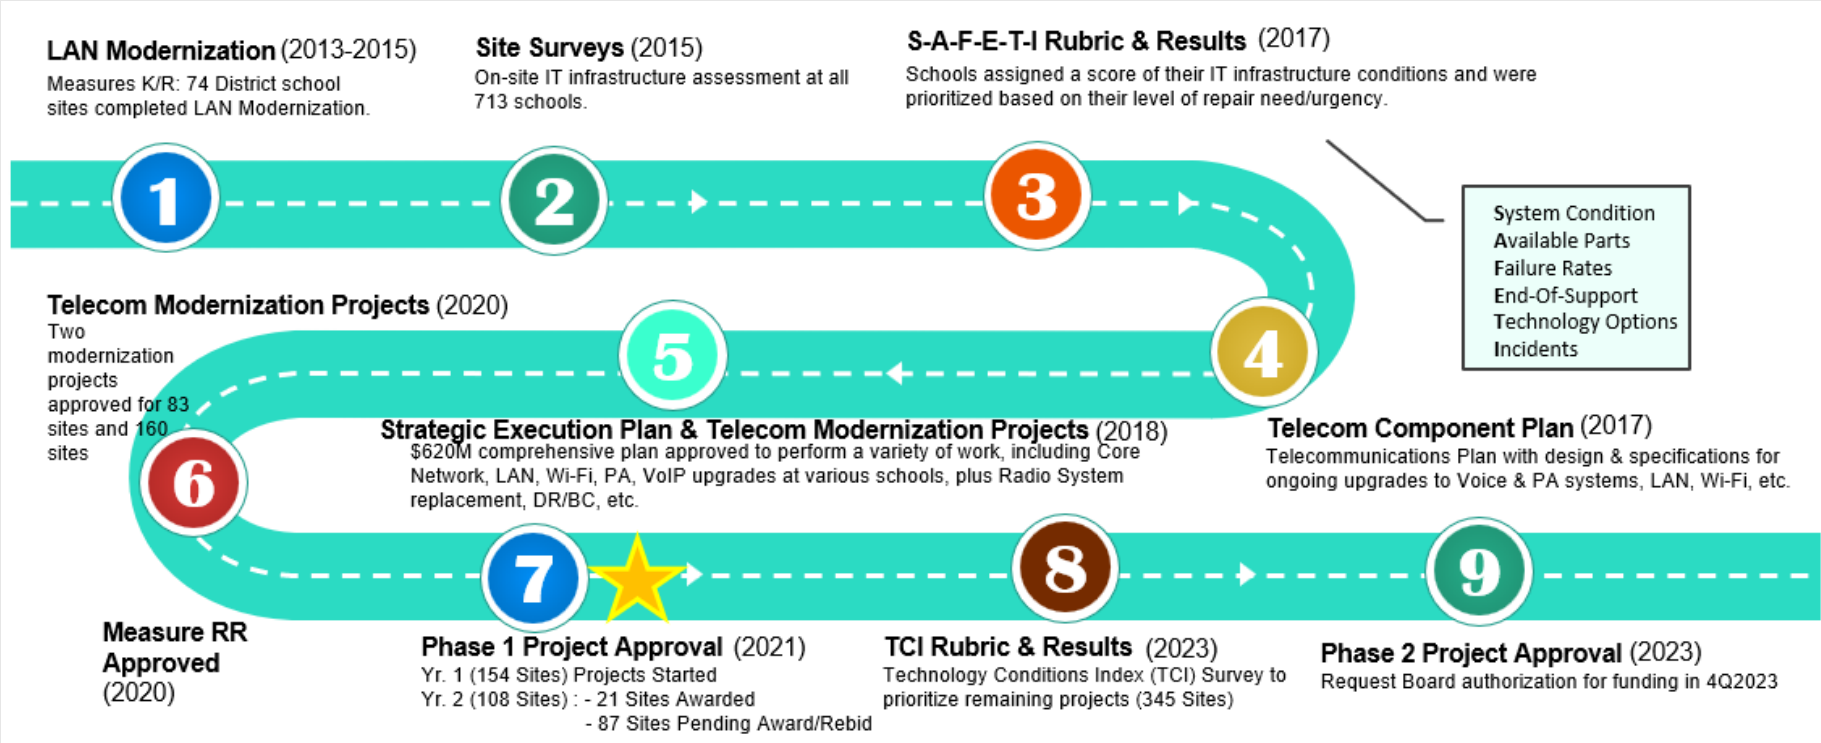 LAN Modernization (2013-2015)
Measures K/R: 74 District school
sites completed LAN Modernization.
Site Surveys (2015)
On-site IT infrastructure assessment at all
713 schools.
S-A-F-E-T-I Rubric & Results (2017)
Schools assigned a score of their IT infrastructure conditions and were
prioritized based on their level of repair need/urgency.
1
2
3
System Condition
Available Parts
Failure Rates
End-Of-Support
Technology Options
Incidents
Telecom Modernization Projects (2020)
Two
modernization
projects
approved for 83
sites and 160
sites
5
4
Strategic Execution Plan & Telecom Modernization Projects (2018)
$620M comprehensive plan approved to perform a variety of work, including Core
Network, LAN, Wi-Fi, PA, VoIP upgrades at various schools, plus Radio System
replacement, DR/BC, etc.
Telecom Component Plan (2017)
Telecommunications Plan with design & specifications for
ongoing upgrades to Voice & PA systems, LAN, Wi-Fi, etc.
6
7
8
9
Measure RR
Approved
(2020)
Phase 1 Project Approval (2021)
Yr. 1 (154 Sites) Projects Started
Yr. 2 (108 Sites) : - 21 Sites Awarded
- 87 Sites Pending Award/Rebid
TCI Rubric & Results (2023)
Technology Conditions Index (TCI) Survey to
prioritize remaining projects (345 Sites)
Phase 2 Project Approval (2023)
Request Board authorization for funding in 4Q2023